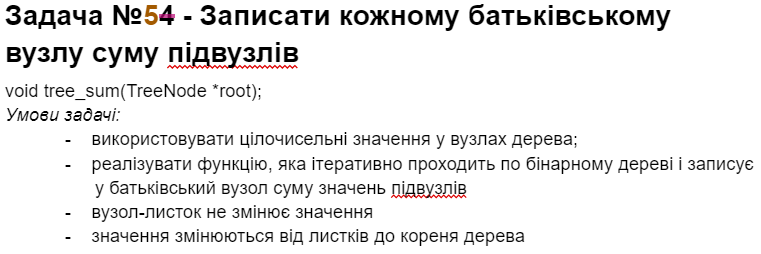 Задача №54 - Записати кожному батьківському
вузлу суму підвузлів
void tree_sum(TreeNode *root);
Умови задачі:
- використовувати цілочисельні значення у вузлах дерева;
- реалізувати функцію, яка ітеративно проходить по бінарному дереві і записує
у батьківський вузол суму значень підвузлів
- вузол-листок не змінює значення
- значення змінюються від листків до кореня дерева